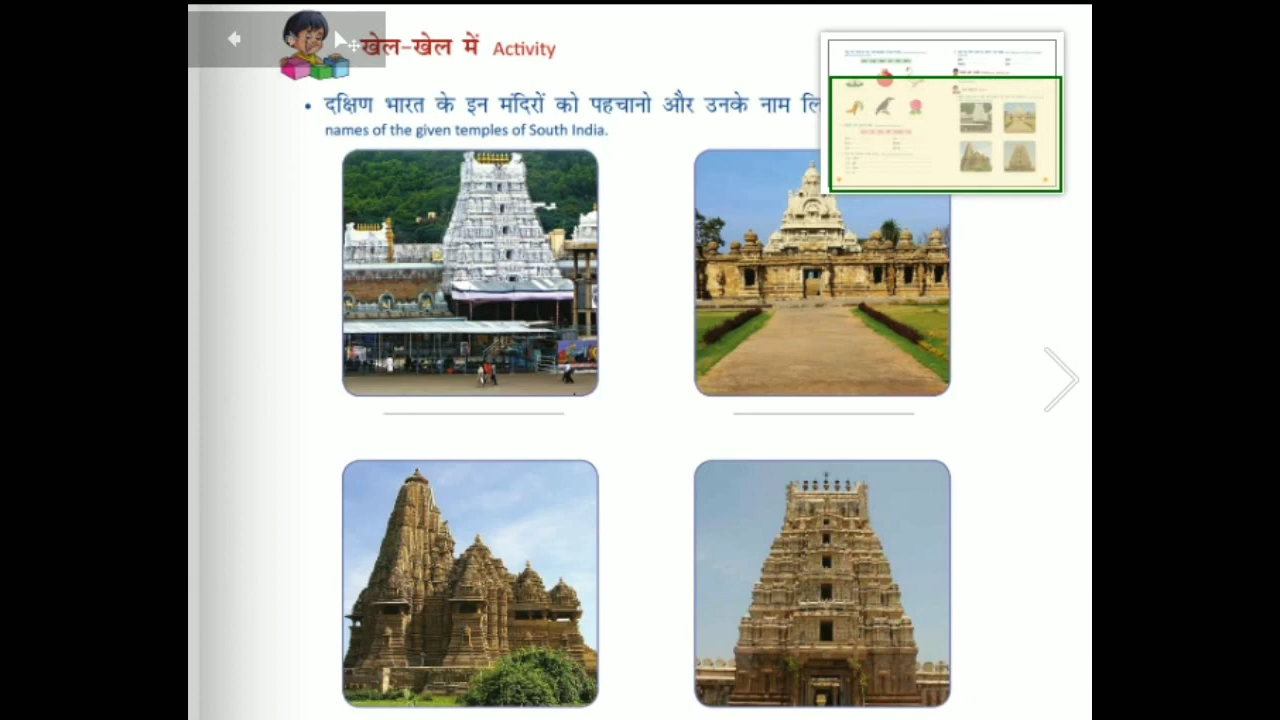 खेल-खेल में Activity
• दक्षिण भारत के इन मंदिरों को पहचानो और उनके नाम
names of the given temples of South India.